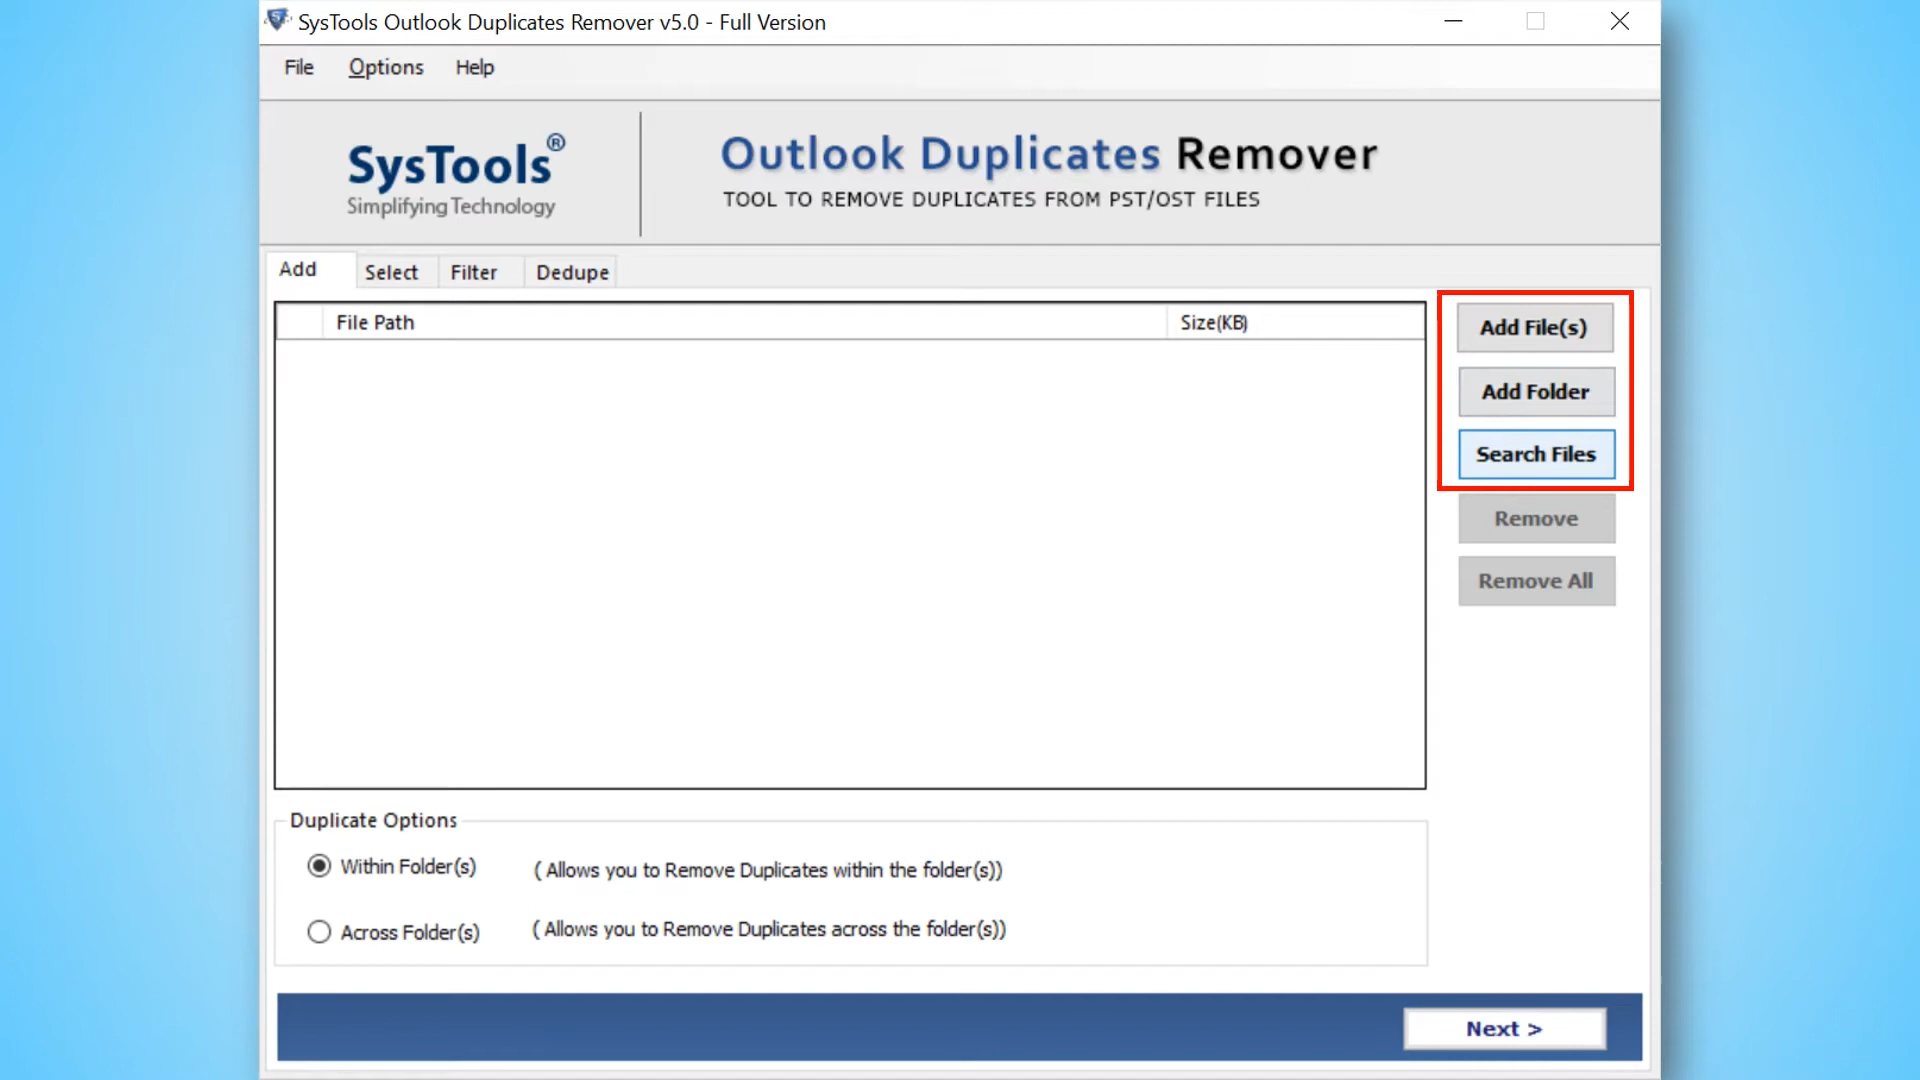 SysTools Outlook Duplicates Remover v5.0 - Full Version
File Options Help
SysTools®
Simplifying Technology
Outlook Duplicates Remover
TOOL TO REMOVE DUPLICATES FROM PST/OST FILES
Add Select Filter Dedupe
File Path Size(KB)
Add File(s)
Add Folder
Search Files
Remove
Remove All
Duplicate Options
Within Folder(s) ( Allows you to Remove Duplicates within the folder(s))
Across Folder(s) ( Allows you to Remove Duplicates across the folder(s))
Next >